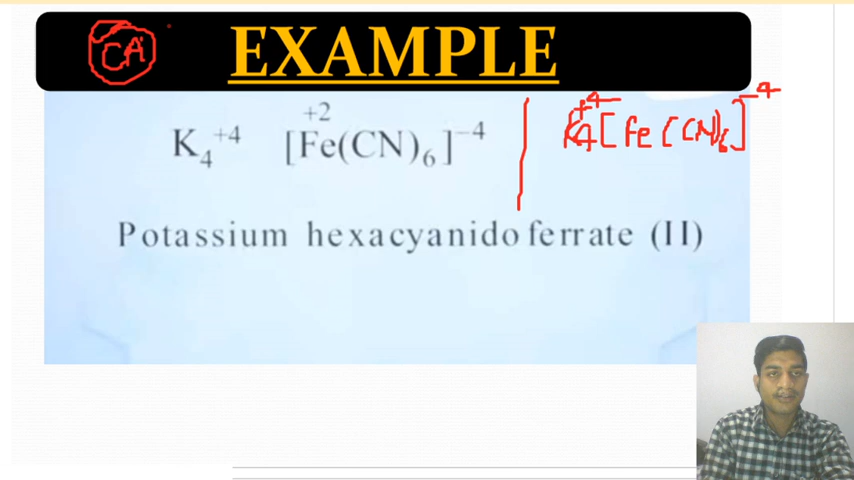 CA EXAMPLE
K₄⁺⁴ [Fe(CN)₆]⁻⁴
+2
K4⁺⁴ [Fe(CN)₆]⁻⁴
Potassium hexacyanido ferrate (II)